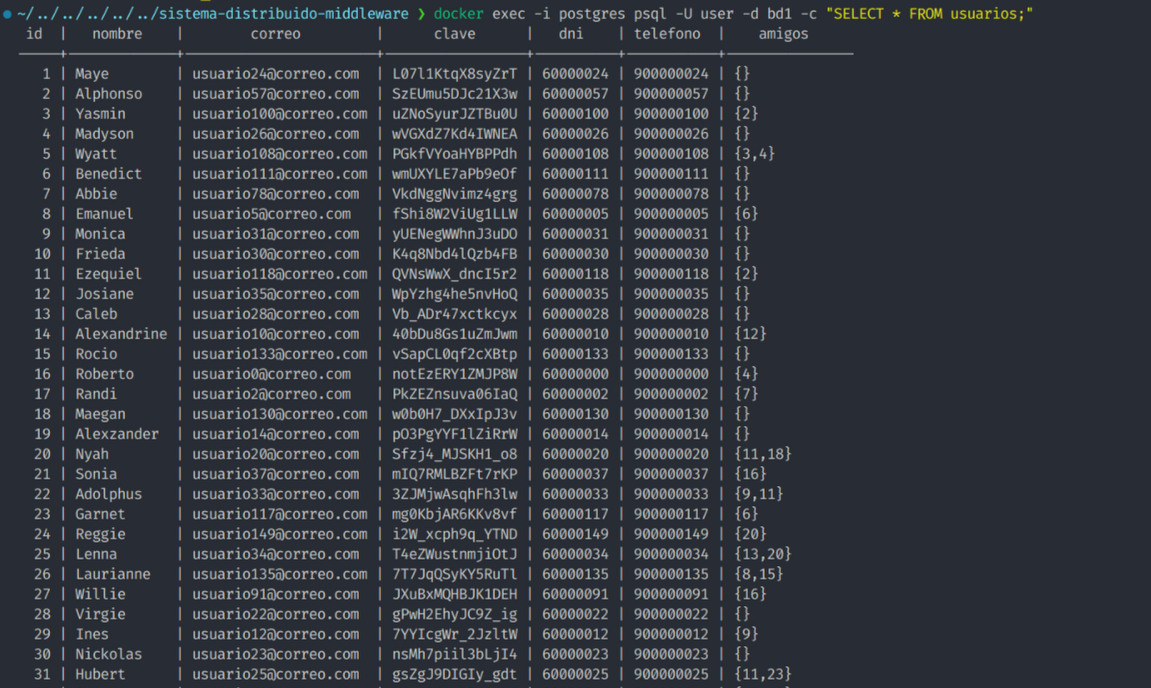 ~/../../../../../sistema-distribuido-middleware ❯ docker exec -i postgres psql -U user -d bd1 -c "SELECT * FROM usuarios;"
id | nombre | correo | clave | dni | telefono | amigos
1 | Maye | usuario24@correo.com | L07l1KtqX8syZrT | 60000024 | 900000024 | {}
2 | Alphonso | usuario57@correo.com | SzEUmu5DJc21X3w | 60000057 | 900000057 | {}
3 | Yasmin | usuario100@correo.com | uZNoSyurJZTBu0U | 60000100 | 900000100 | {2}
4 | Madyson | usuario26@correo.com | wVGXdZ7Kd4IWNEA | 60000026 | 900000026 | {}
5 | Wyatt | usuario108@correo.com | PGkfVYoaHYBPPdh | 60000108 | 900000108 | {3,4}
6 | Benedict | usuario111@correo.com | wmUXYLE7aPb9eOf | 60000111 | 900000111 | {}
7 | Abbie | usuario78@correo.com | VkdNggNvimz4grg | 60000078 | 900000078 | {}
8 | Emanuel | usuario5@correo.com | fShi8W2ViUg1LLW | 60000005 | 900000005 | {6}
9 | Monica | usuario31@correo.com | yUENegWWhnJ3uDO | 60000031 | 900000031 | {}
10 | Frieda | usuario30@correo.com | K4q8Nbd4lQzb4FB | 60000030 | 900000030 | {}
11 | Ezequiel | usuario118@correo.com | QVNsWwX_dncI5r2 | 60000118 | 900000118 | {2}
12 | Josiane | usuario35@correo.com | WpYzhg4he5nvHoQ | 60000035 | 900000035 | {}
13 | Caleb | usuario28@correo.com | Vb_ADr47xctkcyx | 60000028 | 900000028 | {}
14 | Alexandrine | usuario10@correo.com | 40bDu8Gs1uZmJwm | 60000010 | 900000010 | {12}
15 | Rocio | usuario133@correo.com | vSapCL0qf2cXBtp | 60000133 | 900000133 | {}
16 | Roberto | usuario0@correo.com | notEzERY1ZMJP8W | 60000000 | 900000000 | {4}
17 | Randi | usuario2@correo.com | PkZEZnsuva06IaQ | 60000002 | 900000002 | {7}
18 | Maegan | usuario130@correo.com | w0b0H7_DXxIpJ3v | 60000130 | 900000130 | {}
19 | Alexzander | usuario14@correo.com | pO3PgYYF1lZiRrW | 60000014 | 900000014 | {}
20 | Nyah | usuario20@correo.com | Sfzj4_MJSKH1_o8 | 60000020 | 900000020 | {11,18}
21 | Sonia | usuario37@correo.com | mIQ7RMLBZFt7rKP | 60000037 | 900000037 | {16}
22 | Adolphus | usuario33@correo.com | 3ZJMjwAsqhFh3lw | 60000033 | 900000033 | {9,11}
23 | Garnet | usuario117@correo.com | mg0KbjAR6KKv8vf | 60000117 | 900000117 | {6}
24 | Reggie | usuario149@correo.com | i2W_xcph9q_YTND | 60000149 | 900000149 | {20}
25 | Lenna | usuario34@correo.com | T4eZWustnmjiOtJ | 60000034 | 900000034 | {13,20}
26 | Laurianne | usuario135@correo.com | 7T7JqQSyKY5RuTl | 60000135 | 900000135 | {8,15}
27 | Willie | usuario91@correo.com | JXuBxMQHBJK1DEH | 60000091 | 900000091 | {16}
28 | Virgie | usuario22@correo.com | gPwH2EhyJC9Z_ig | 60000022 | 900000022 | {}
29 | Ines | usuario12@correo.com | 7YYIcgWr_2JzltW | 60000012 | 900000012 | {9}
30 | Nickolas | usuario23@correo.com | nsMh7piil3bLjI4 | 60000023 | 900000023 | {}
31 | Hubert | usuario25@correo.com | gsZgJ9DIGIy_gdt | 60000025 | 900000025 | {11,23}